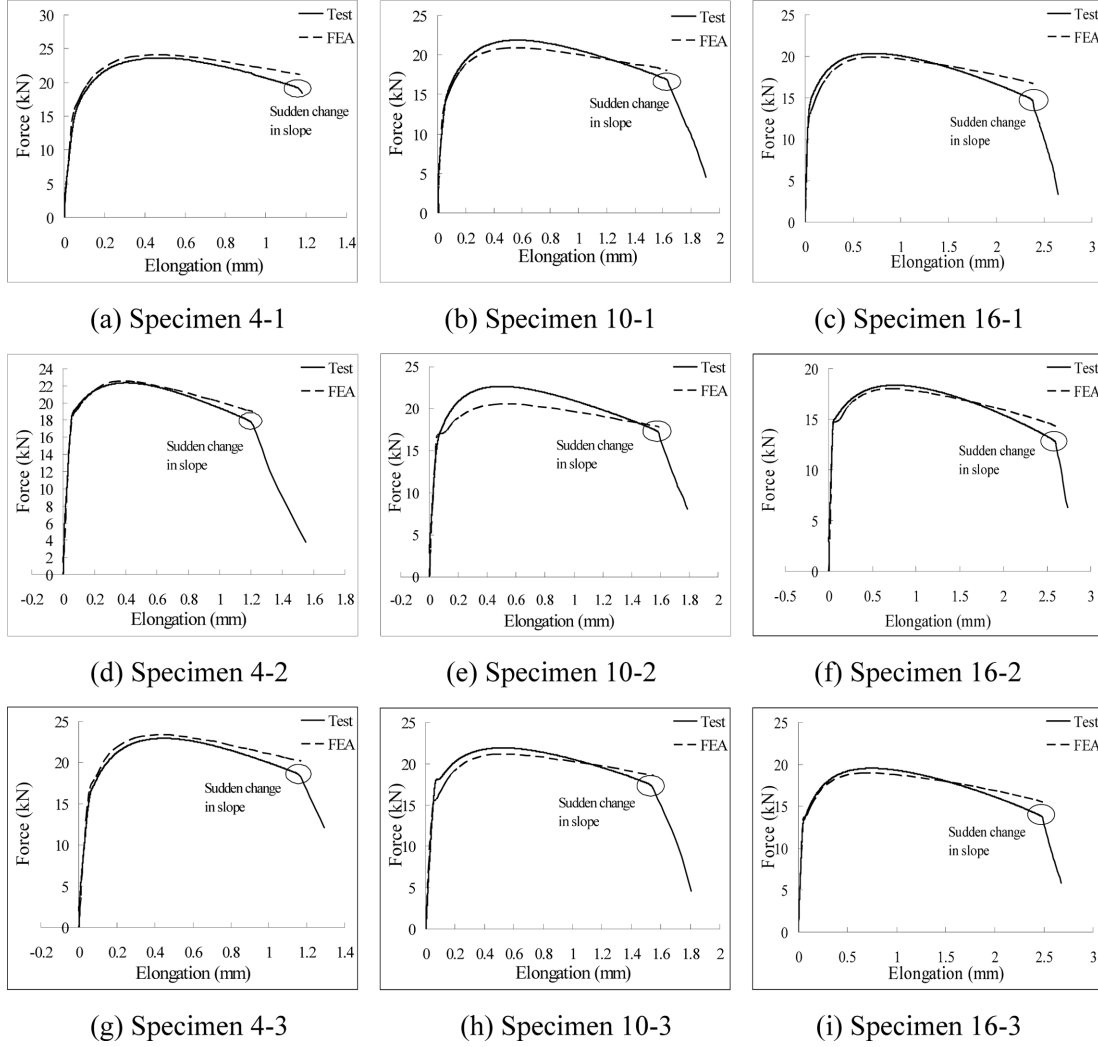 Test
FEA
30
25
20
15
10
5
0
0 0.2 0.4 0.6 0.8 1 1.2 1.4
Force (kN)
Elongation (mm)
Sudden change
in slope
(a) Specimen 4-1
Test
FEA
25
20
15
10
5
0
0 0.2 0.4 0.6 0.8 1 1.2 1.4 1.6 1.8 2
Force (kN)
Elongation (mm)
Sudden change
in slope
(b) Specimen 10-1
Test
FEA
25
20
15
10
5
0
0 0.5 1 1.5 2 2.5 3
Force (kN)
Elongation (mm)
Sudden change
in slope
(c) Specimen 16-1
Test
FEA
24
22
20
18
16
14
12
10
8
6
4
2
0
-0.2 0 0.2 0.4 0.6 0.8 1 1.2 1.4 1.6 1.8
Force (kN)
Elongation (mm)
Sudden change
in slope
(d) Specimen 4-2
Test
FEA
25
20
15
10
5
0
-0.2 0 0.2 0.4 0.6 0.8 1 1.2 1.4 1.6 1.8 2
Force (kN)
Elongation (mm)
Sudden change
in slope
(e) Specimen 10-2
Test
FEA
20
15
10
5
0
-0.5 0 0.5 1 1.5 2 2.5 3
Force (kN)
Elongation (mm)
Sudden change
in slope
(f) Specimen 16-2
Test
FEA
25
20
15
10
5
0
-0.2 0 0.2 0.4 0.6 0.8 1 1.2 1.4
Force (kN)
Elongation (mm)
Sudden change
in slope
(g) Specimen 4-3
Test
FEA
25
20
15
10
5
0
0 0.2 0.4 0.6 0.8 1 1.2 1.4 1.6 1.8 2
Force (kN)
Elongation (mm)
Sudden change
in slope
(h) Specimen 10-3
Test
FEA
25
20
15
10
5
0
0 0.5 1 1.5 2 2.5 3
Force (kN)
Elongation (mm)
Sudden change
in slope
(i) Specimen 16-3